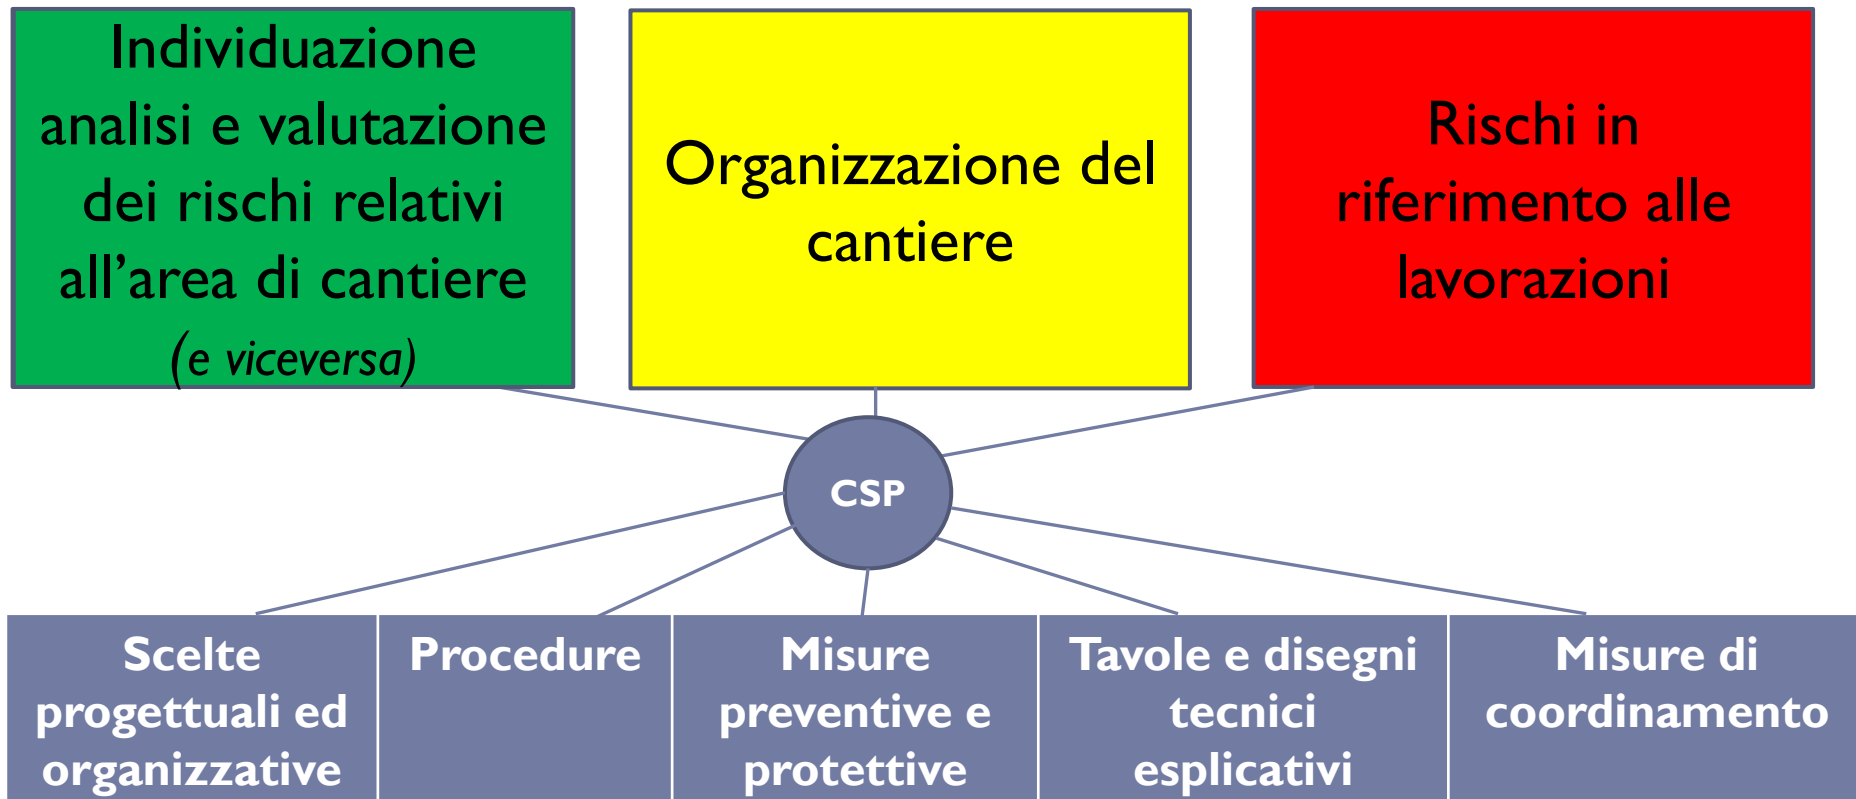 Individuazione
analisi e valutazione
dei rischi relativi
all’area di cantiere
(e viceversa)
Organizzazione del
cantiere
Rischi in
riferimento alle
lavorazioni
CSP
Scelte
progettuali ed
organizzative
Procedure
Misure
preventive e
protettive
Tavole e disegni
tecnici
esplicativi
Misure di
coordinamento